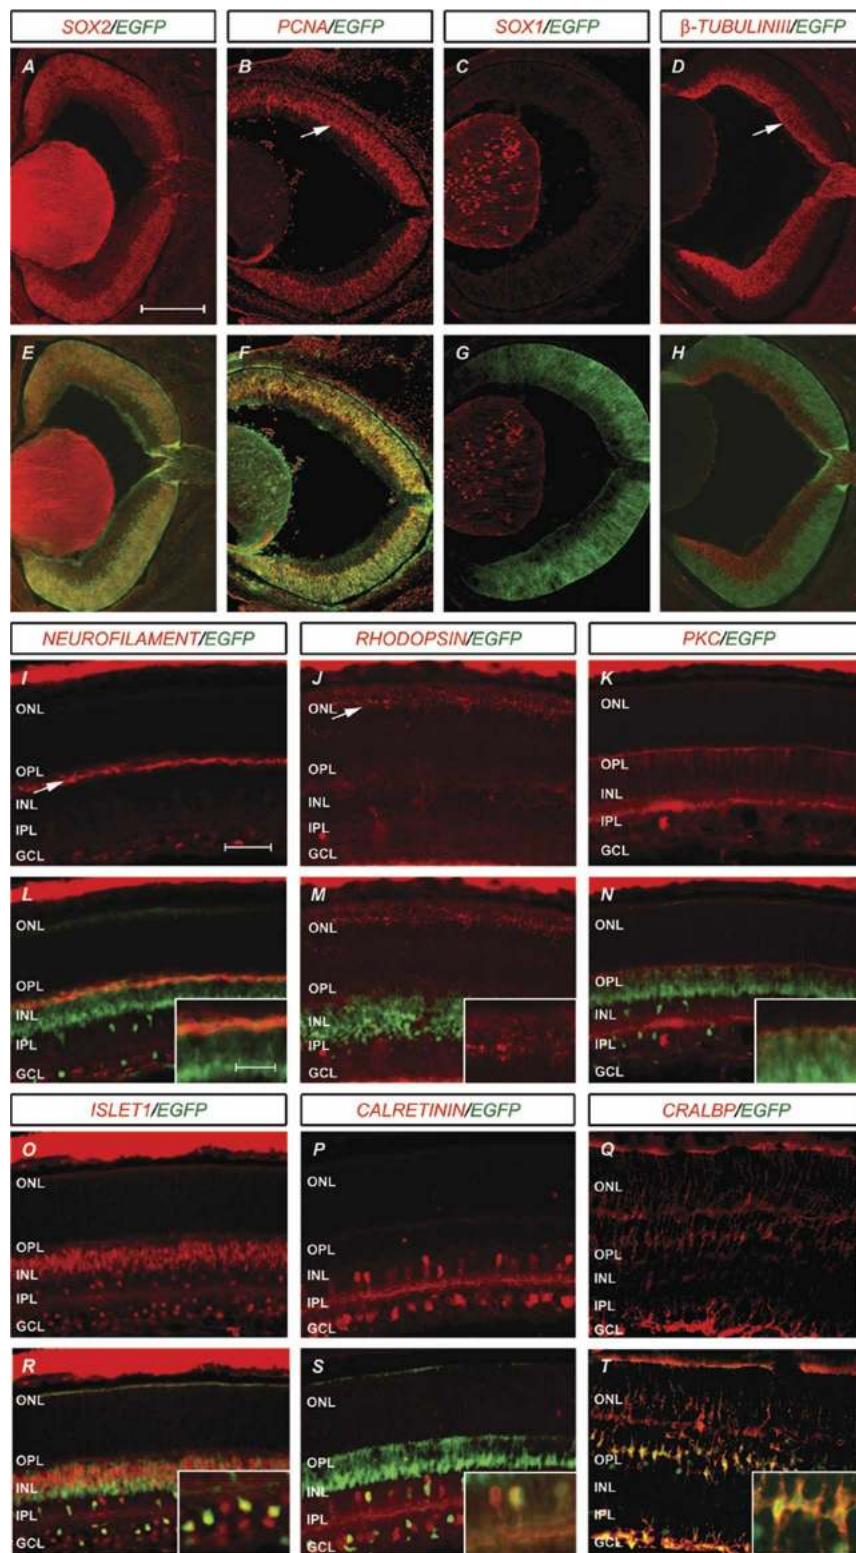 SOX2/EGFP PCNA/EGFP SOX1/EGFP β-TUBULINIII/EGFP
A B C D
E F G H
NEUROFILAMENT/EGFP RHODOPSIN/EGFP PKC/EGFP
I J K
ONL ONL ONL
OPL OPL OPL
INL INL INL
IPL IPL IPL
GCL GCL GCL
L M N
ONL ONL ONL
OPL OPL OPL
INL INL INL
IPL IPL IPL
GCL GCL GCL
ISLET1/EGFP CALRETININ/EGFP CRALBP/EGFP
O P Q
ONL ONL ONL
OPL OPL OPL
INL INL INL
IPL IPL IPL
GCL GCL GCL
R S T
ONL ONL ONL
OPL OPL OPL
INL INL INL
IPL IPL IPL
GCL GCL GCL